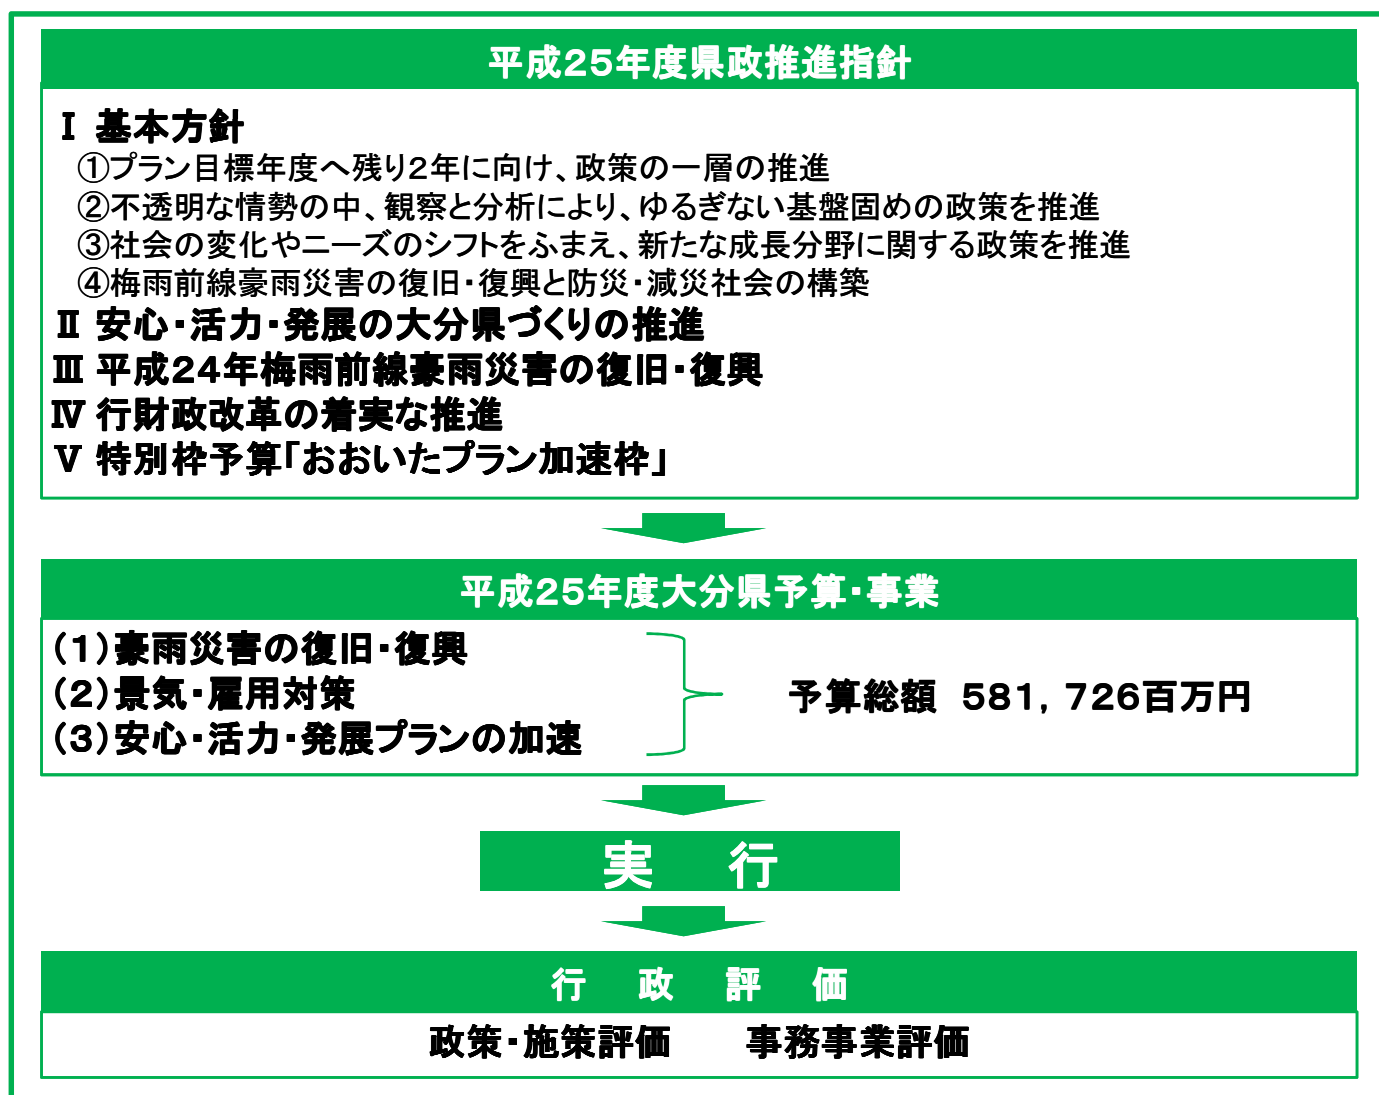 平成25年度県政推進指針
Ⅰ 基本方針
①プラン目標年度へ残り2年に向け、政策の一層の推進
②不透明な情勢の中、観察と分析により、ゆるぎない基盤固めの政策を推進
③社会の変化やニーズのシフトをふまえ、新たな成長分野に関する政策を推進
④梅雨前線豪雨災害の復旧・復興と防災・減災社会の構築
Ⅱ 安心・活力・発展の大分県づくりの推進
Ⅲ 平成24年梅雨前線豪雨災害の復旧・復興
Ⅳ 行財政改革の着実な推進
Ⅴ 特別枠予算「おおいたプラン加速枠」
平成25年度大分県予算・事業
(1)豪雨災害の復旧・復興
(2)景気・雇用対策
(3)安心・活力・発展プランの加速
予算総額 581,726百万円
実 行
行 政 評 価
政策・施策評価 事務事業評価